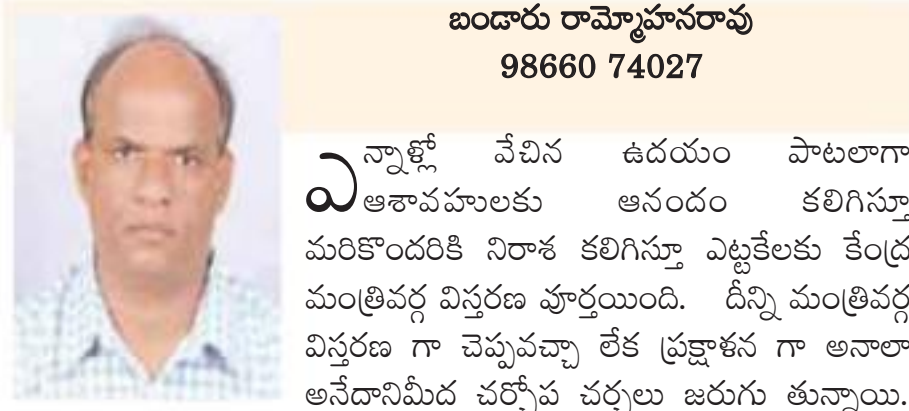 బండారు రామ్మోహనరావు
98660 74027
ఎన్నాళ్లో వేచిన ఉదయం పాటలాగా
ఆశావహులకు ఆనందం కలిగిస్తూ
మరికొందరికి నిరాశ కలిగిస్తూ ఎట్టకేలకు కేంద్ర
మంత్రివర్గ విస్తరణ పూర్తయింది. దీన్ని మంత్రివర్గ
విస్తరణ గా చెప్పవచ్చా లేక ప్రక్షాళన గా అనాలా
అనేదానిమీద చర్చోప చర్చలు జరుగు తున్నాయి.